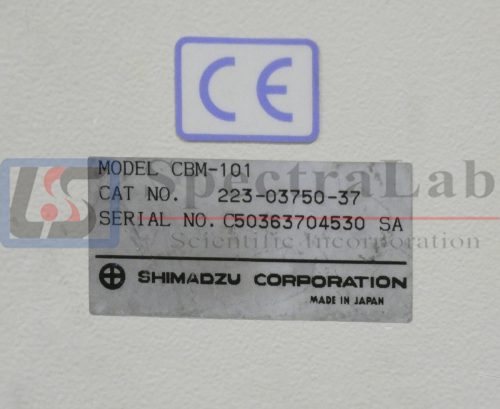 CE
MODEL CBM-101
CAT NO. 223-03750-37
SERIAL NO. C50363704530 SA
SpectraLab
Scientific Incorporation
SHIMADZU CORPORATION
MADE IN JAPAN